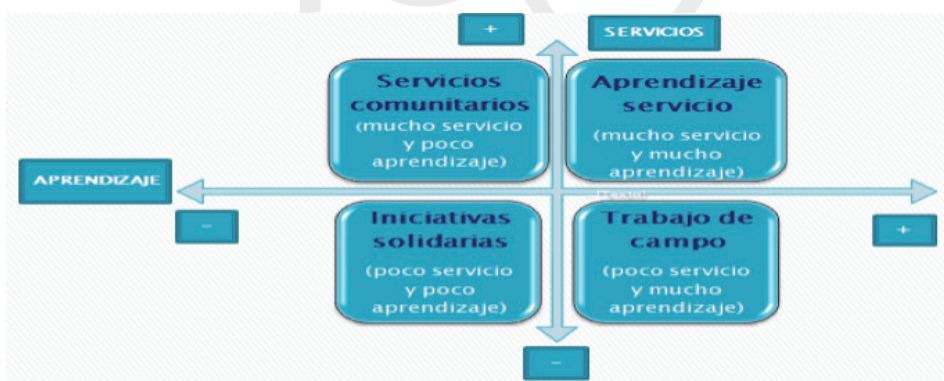 +
SERVICIOS
Servicios
comunitarios
(mucho servicio
y poco
aprendizaje)
Aprendizaje
servicio
(mucho servicio
y mucho
aprendizaje)
APRENDIZAJE
-
+
Iniciativas
solidarias
(poco servicio
y poco
aprendizaje)
Trabajo de
campo
(poco servicio
y mucho
aprendizaje)
-